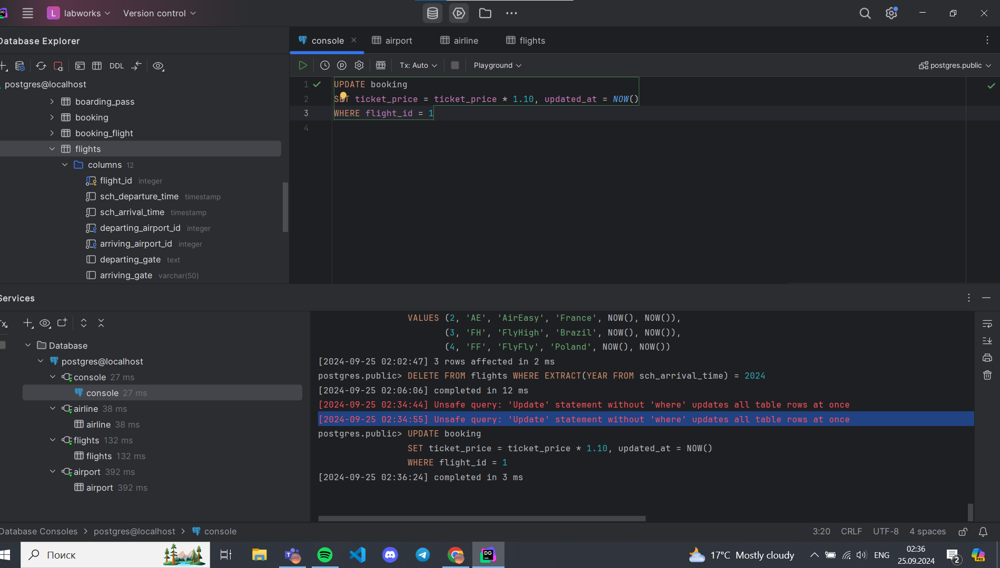 L labworks Version control
Database Explorer
DDL
postgres@localhost
boarding_pass
booking
booking_flight
flights
columns 12
flight_id integer
sch_departure_time timestamp
sch_arrival_time timestamp
departing_airport_id integer
arriving_airport_id integer
departing_gate text
arriving_gate varchar(50)
console airport airline flights
Tx: Auto Playground postgres.public
1 UPDATE booking
2 SET ticket_price = ticket_price * 1.10, updated_at = NOW()
3 WHERE flight_id = 1
4
Services
Tx
Database
postgres@localhost
console 27 ms
console 27 ms
airline 38 ms
airline 38 ms
flights 132 ms
flights 132 ms
airport 392 ms
airport 392 ms
VALUES (2, 'AE', 'AirEasy', 'France', NOW(), NOW()),
(3, 'FH', 'FlyHigh', 'Brazil', NOW(), NOW()),
(4, 'FF', 'FlyFly', 'Poland', NOW(), NOW())
[2024-09-25 02:02:47] 3 rows affected in 2 ms
postgres.public> DELETE FROM flights WHERE EXTRACT(YEAR FROM sch_arrival_time) = 2024
[2024-09-25 02:06:06] completed in 12 ms
[2024-09-25 02:34:44] Unsafe query: 'Update' statement without 'where' updates all table rows at once
[2024-09-25 02:34:55] Unsafe query: 'Update' statement without 'where' updates all table rows at once
postgres.public> UPDATE booking
SET ticket_price = ticket_price * 1.10, updated_at = NOW()
WHERE flight_id = 1
[2024-09-25 02:36:24] completed in 3 ms
Database Consoles > postgres@localhost > console
3:20 CRLF UTF-8 4 spaces
Поиск
DG
17°C Mostly cloudy
ENG
02:36
25.09.2024
2
PRE